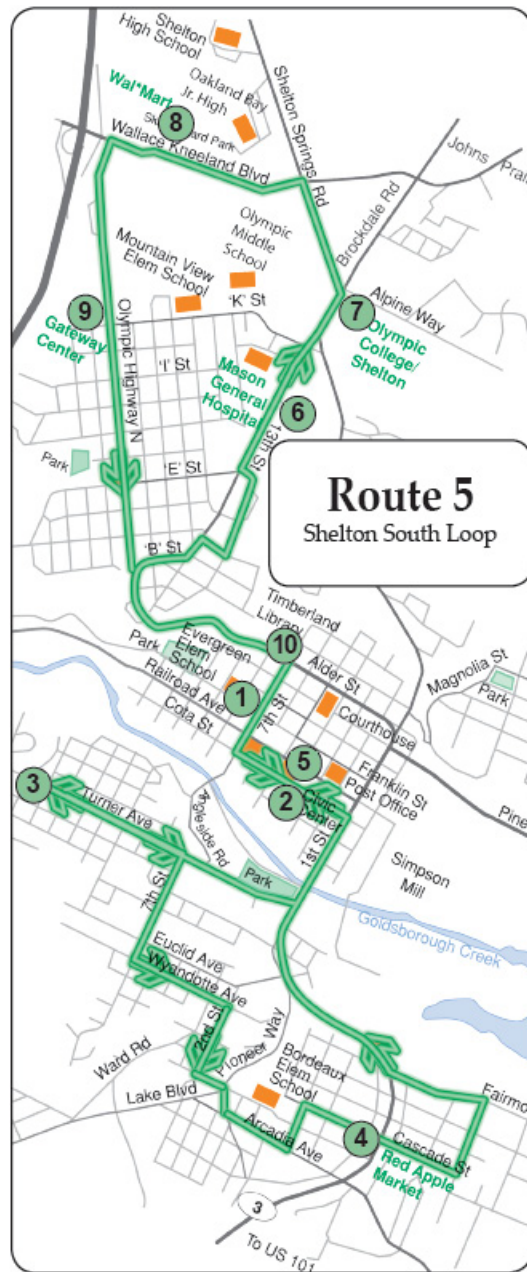 Shelton
High School
Wal*Mart
Oakland Bay
Jr. High
8
Wallace Kneeland Blvd
Shelton Springs Rd
Johns
Brockdale Rd
Olympic
Middle
School
Mountain View
Elem School
'K' St
9
Gateway
Center
Olympic Highway N
7
Alpine Way
Olympic
College/
Shelton
'I' St
Mason
General
Hospital
6
13th St
Park
'E' St
Route 5
Shelton South Loop
'B' St
Timberland
Library
10
Evergreen
Elem
School
Park
Alder St
Magnolia St
Park
Railroad Ave
1
Cota St
7th St
Courthouse
5
Franklin St
Post Office
3
2
Civic
Center
Turner Ave
1st St
Simpson
Mill
Park
Goldsborough Creek
7th St
Euclid Ave
Wyandotte Ave
2nd St
Pioneer Way
Ward Rd
Lake Blvd
Bordeaux
Elem
School
Arcadia Ave
4
Cascade St
Red Apple
Market
3
To US 101